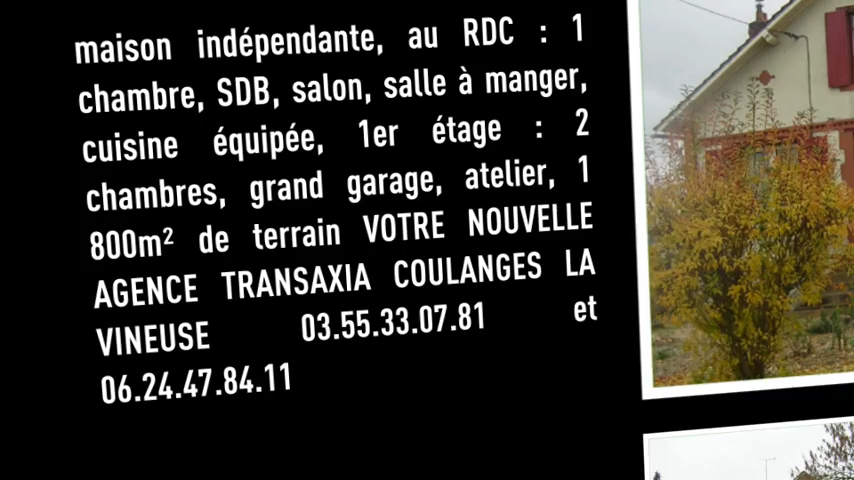 maison indépendante, au RDC : 1
chambre, SDB, salon, salle à manger,
cuisine équipée, 1er étage : 2
chambres, grand garage, atelier, 1
800m² de terrain VOTRE NOUVELLE
AGENCE TRANSAXIA COULANGES LA
VINEUSE 03.55.33.07.81 et
06.24.47.84.11